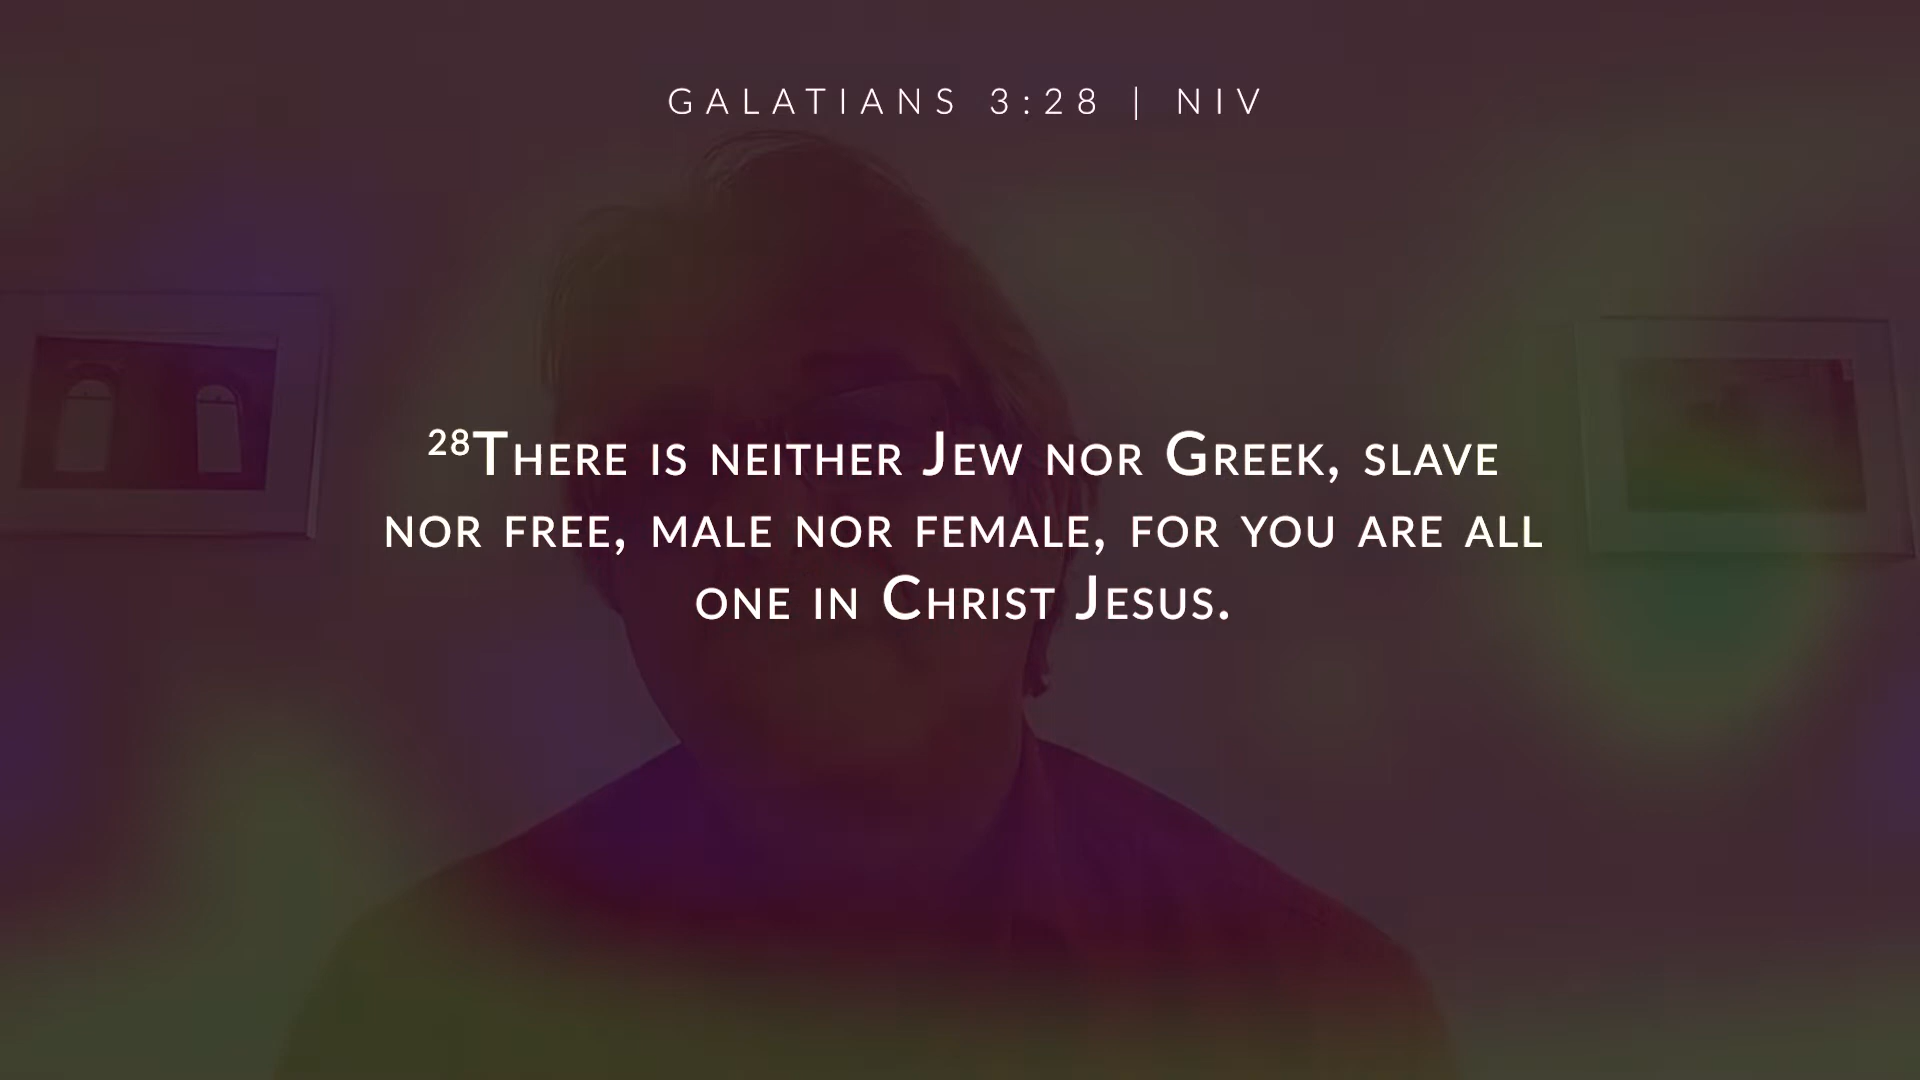 GALATIANS 3:28 | NIV
28There is neither Jew nor Greek, slave
nor free, male nor female, for you are all
one in Christ Jesus.